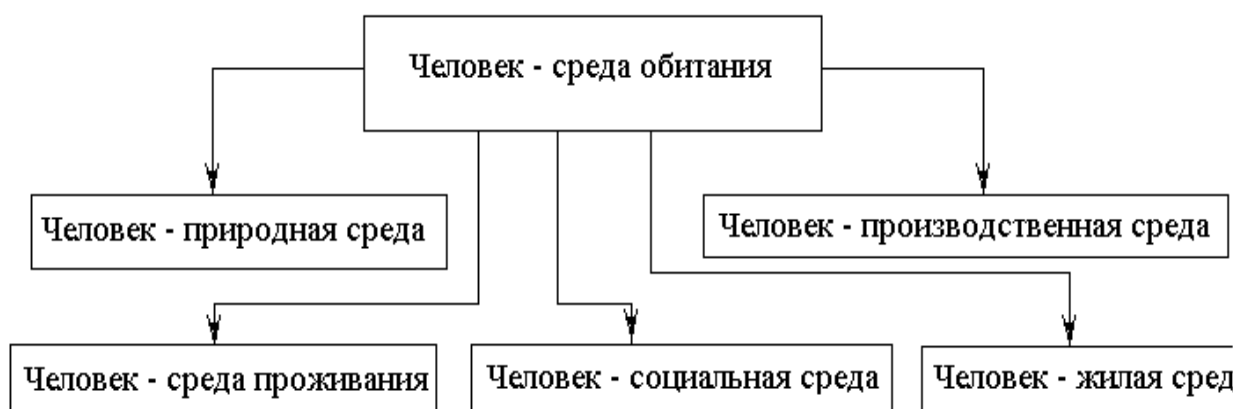 Человек - среда обитания
Человек - природная среда
Человек - производственная среда
Человек - среда проживания
Человек - социальная среда
Человек - жилая сред